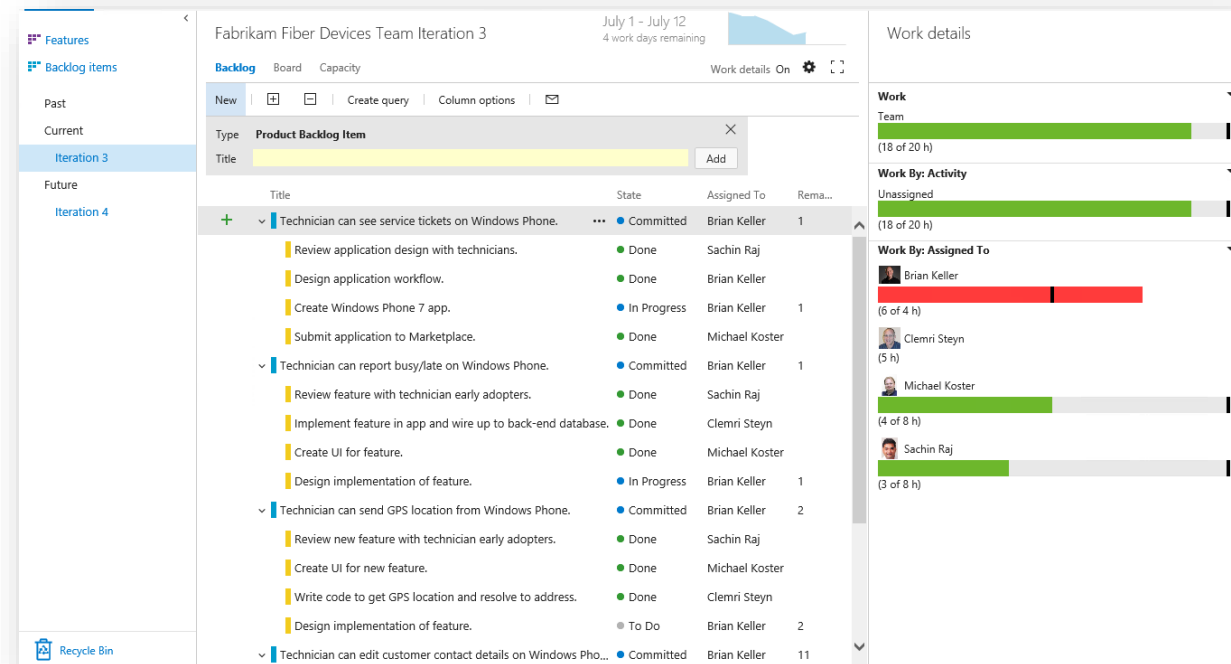 Features
Backlog items
Past
Current
Iteration 3
Future
Iteration 4
Recycle Bin
Fabrikam Fiber Devices Team Iteration 3
July 1 - July 12
4 work days remaining
Backlog Board Capacity
Work details On
New Create query Column options
Type Product Backlog Item
Title Add
Title State Assigned To Rema...
Technician can see service tickets on Windows Phone. ... Committed Brian Keller 1
Review application design with technicians. Done Sachin Raj
Design application workflow. Done Brian Keller
Create Windows Phone 7 app. In Progress Brian Keller 1
Submit application to Marketplace. Done Michael Koster
Technician can report busy/late on Windows Phone. Committed Brian Keller 1
Review feature with technician early adopters. Done Sachin Raj
Implement feature in app and wire up to back-end database. Done Clemri Steyn
Create UI for feature. Done Michael Koster
Design implementation of feature. In Progress Brian Keller 1
Technician can send GPS location from Windows Phone. Committed Brian Keller 2
Review new feature with technician early adopters. Done Sachin Raj
Create UI for new feature. Done Michael Koster
Write code to get GPS location and resolve to address. Done Clemri Steyn
Design implementation of feature. To Do Brian Keller 2
Technician can edit customer contact details on Windows Pho... Committed Brian Keller 11
Work details
Work
Team
(18 of 20 h)
Work By: Activity
Unassigned
(18 of 20 h)
Work By: Assigned To
Brian Keller
(6 of 4 h)
Clemri Steyn
(5 h)
Michael Koster
(4 of 8 h)
Sachin Raj
(3 of 8 h)